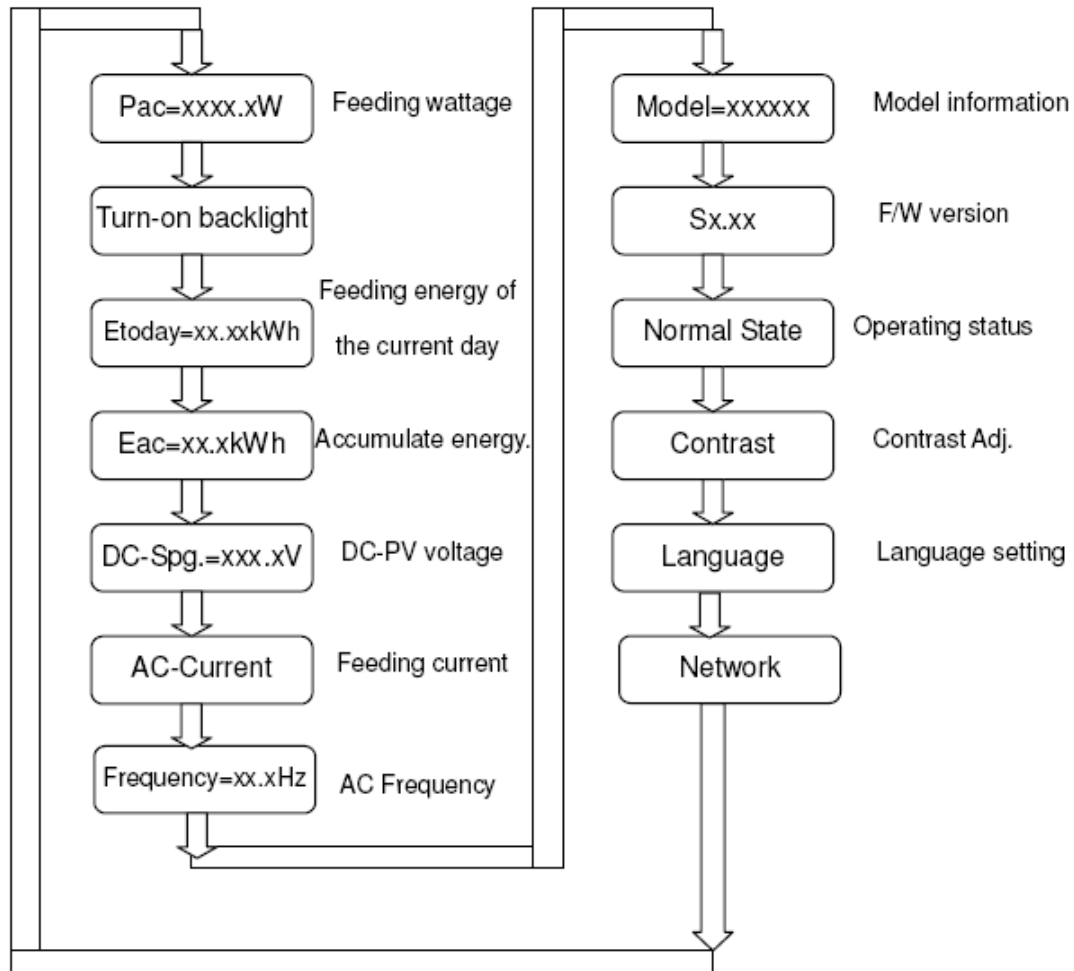 Pac=xxxx.xW
Feeding wattage
Turn-on backlight
Etoday=xx.xxkWh
Feeding energy of
the current day
Eac=xx.xkWh
Accumulate energy.
DC-Spg.=xxx.xV
DC-PV voltage
AC-Current
Feeding current
Frequency=xx.xHz
AC Frequency
Model=xxxxxx
Model information
Sx.xx
F/W version
Normal State
Operating status
Contrast
Contrast Adj.
Language
Language setting
Network